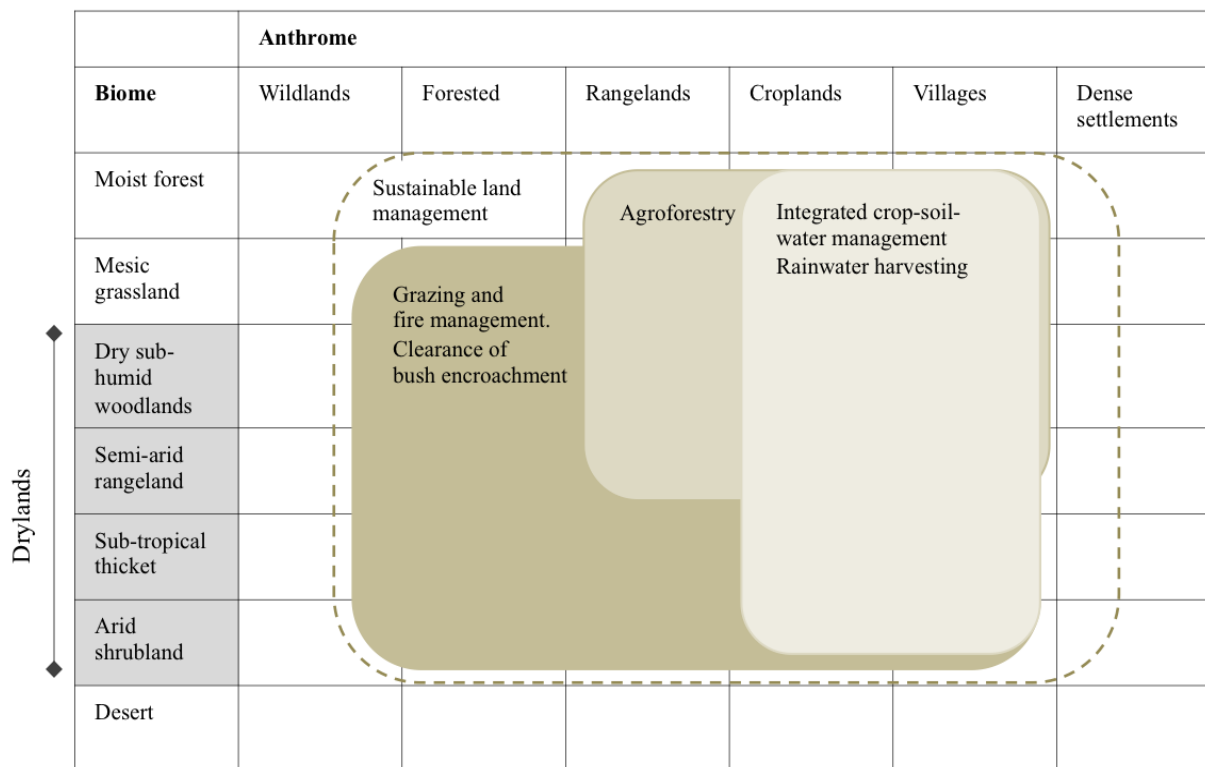 Anthrome
Biome
Wildlands
Forested
Rangelands
Croplands
Villages
Dense
settlements
Moist forest
Sustainable land
management
Agroforestry
Integrated crop-soil-
water management
Rainwater harvesting
Mesic
grassland
Grazing and
fire management.
Clearance of
bush encroachment
Drylands
Dry sub-
humid
woodlands
Semi-arid
rangeland
Sub-tropical
thicket
Arid
shrubland
Desert